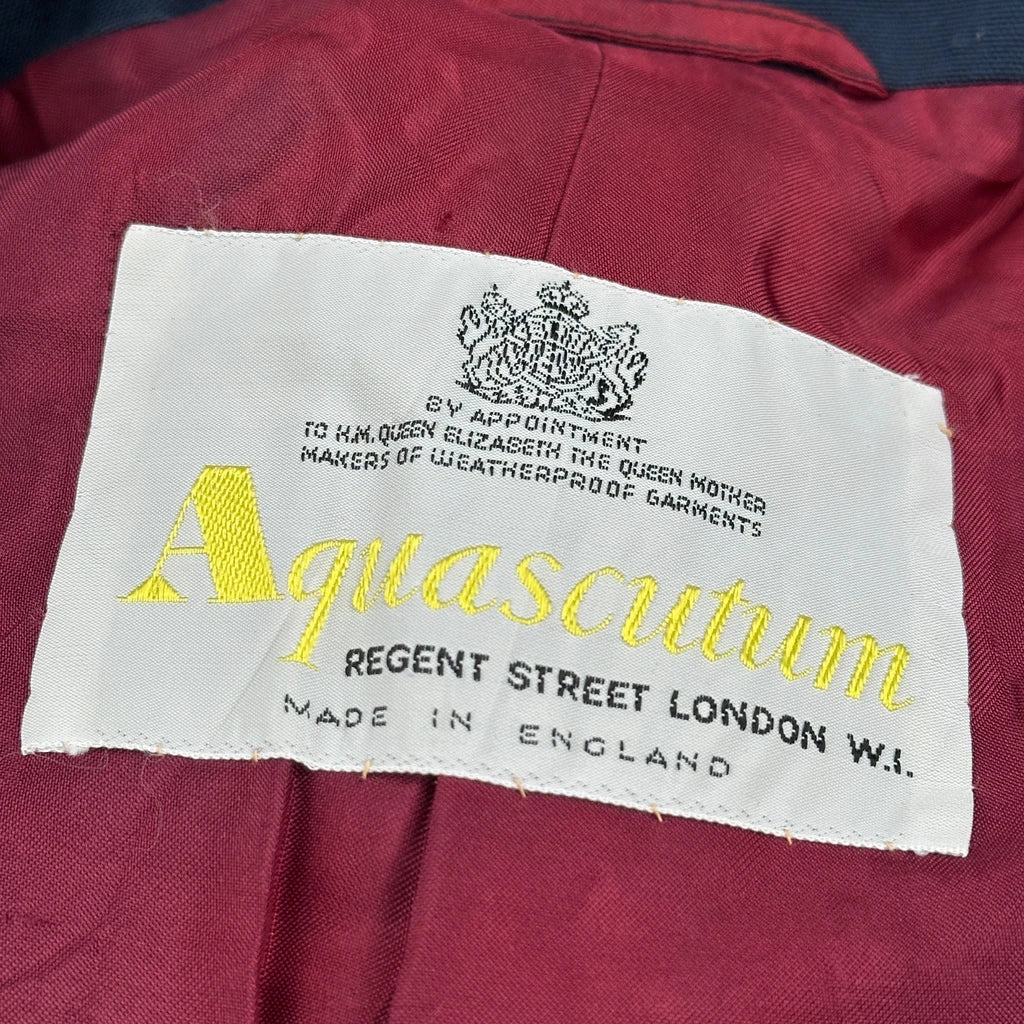 BY APPOINTMENT
TO H.M. QUEEN ELIZABETH THE QUEEN MOTHER
MAKERS OF WEATHERPROOF GARMENTS
Aquascutum
REGENT STREET LONDON W.1.
MADE IN ENGLAND